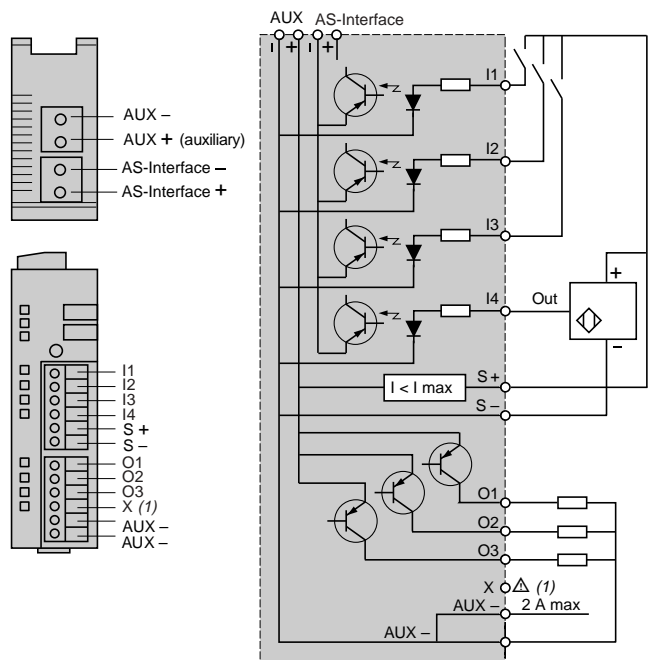 AUX –
AUX + (auxiliary)
AS-Interface –
AS-Interface +
I1
I2
I3
I4
S +
S –
O1
O2
O3
X (1)
AUX –
AUX –
AUX AS-Interface
– + – +
I1
I2
I3
I4
Out
+
–
I < I max
S +
S –
O1
O2
O3
X (1)
AUX – 2 A max
AUX –